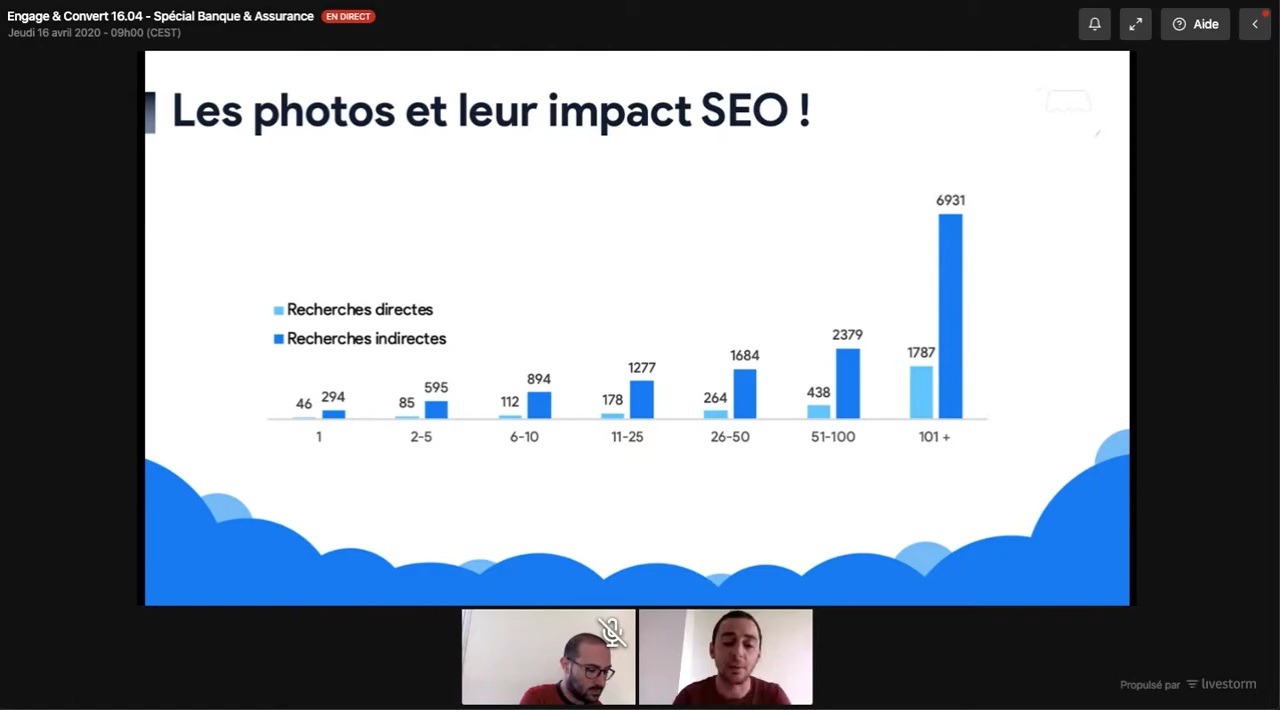 Engage & Convert 16.04 - Spécial Banque & Assurance EN DIRECT
Jeudi 16 avril 2020 - 09h00 (CEST)
Aide
Les photos et leur impact SEO !
Recherches directes
Recherches indirectes
46 294 85 595 112 894 178 1277 264 1684 438 2379 1787 6931
1 2-5 6-10 11-25 26-50 51-100 101 +
Propulsé par livestorm